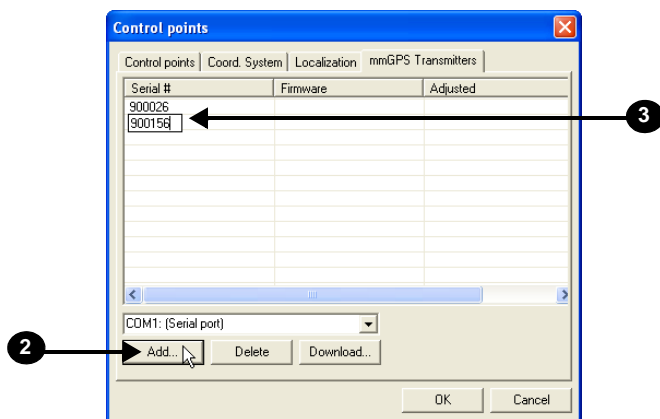 Control points
Control points Coord. System Localization mmGPS Transmitters
Serial # Firmware Adjusted
900026
900156
3
COM1: (Serial port)
2
Add... Delete Download...
OK Cancel